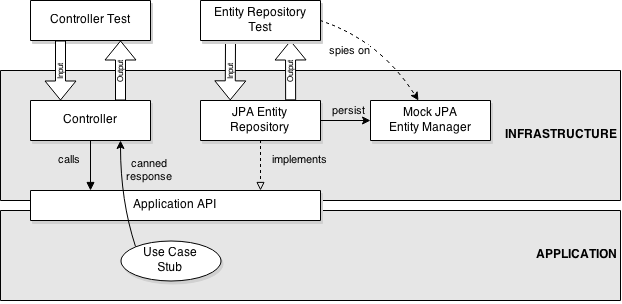 Controller Test
Entity Repository
Test
spies on
Input
Output
Input
Output
Controller
JPA Entity
Repository
persist
Mock JPA
Entity Manager
INFRASTRUCTURE
calls
canned
response
implements
Application API
Use Case
Stub
APPLICATION